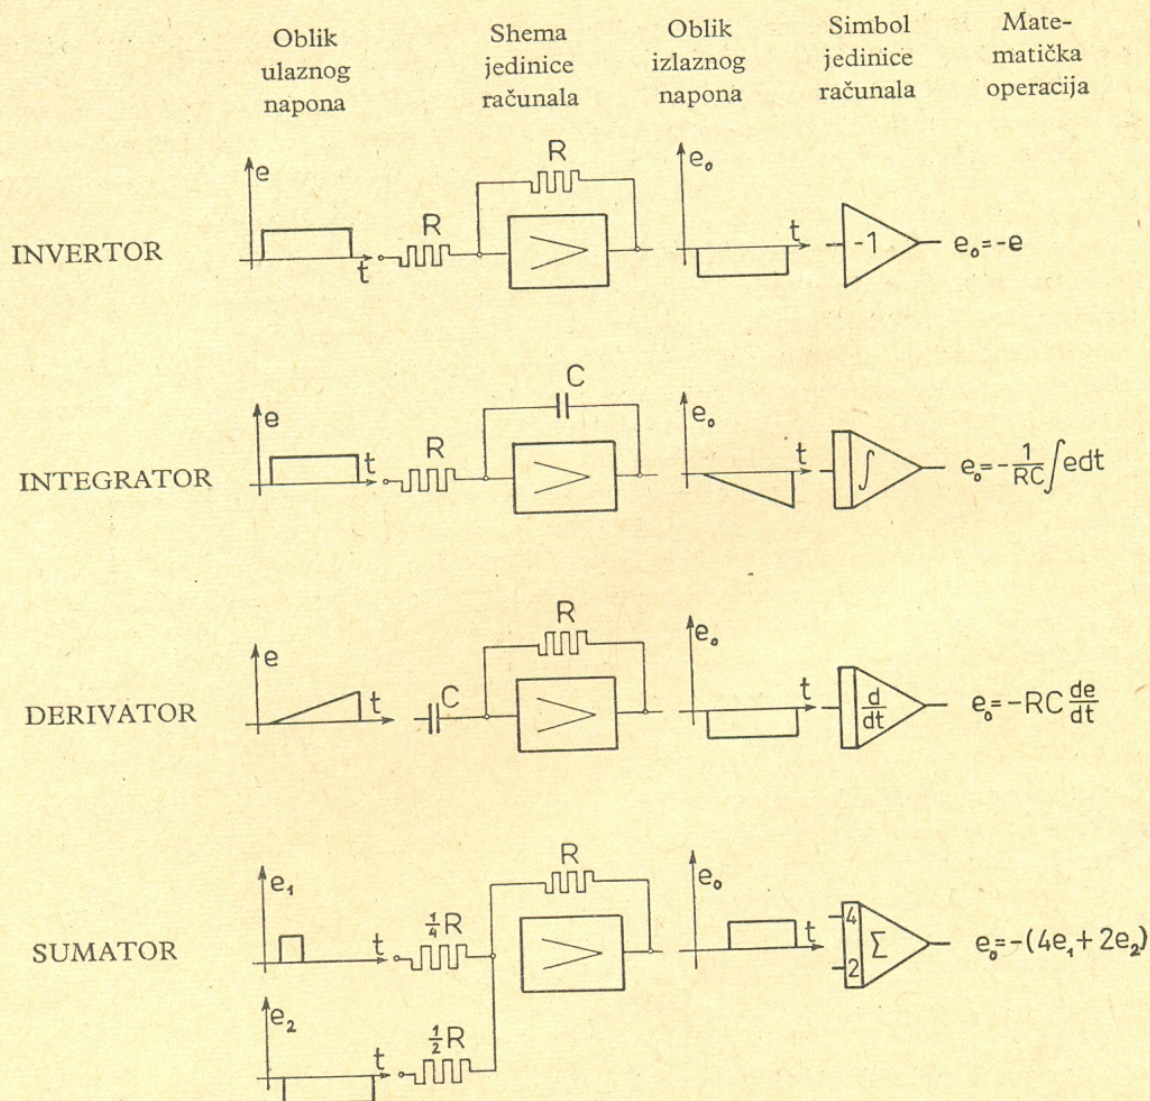 Oblik
ulaznog
napona
Shema
jedinice
računala
Oblik
izlaznog
napona
Simbol
jedinice
računala
Mate-
matička
operacija
INVERTOR
e
t
R
R
e₀
t
-1
e₀=-e
INTEGRATOR
e
t
R
C
e₀
t
∫
e₀=-1/RC∫edt
DERIVATOR
e
t
C
R
e₀
t
d/dt
e₀=-RC de/dt
SUMATOR
e₁
t
1/4R
R
e₀
t
4
Σ
2
e₀=-(4e₁+2e₂)
e₂
t
1/2R